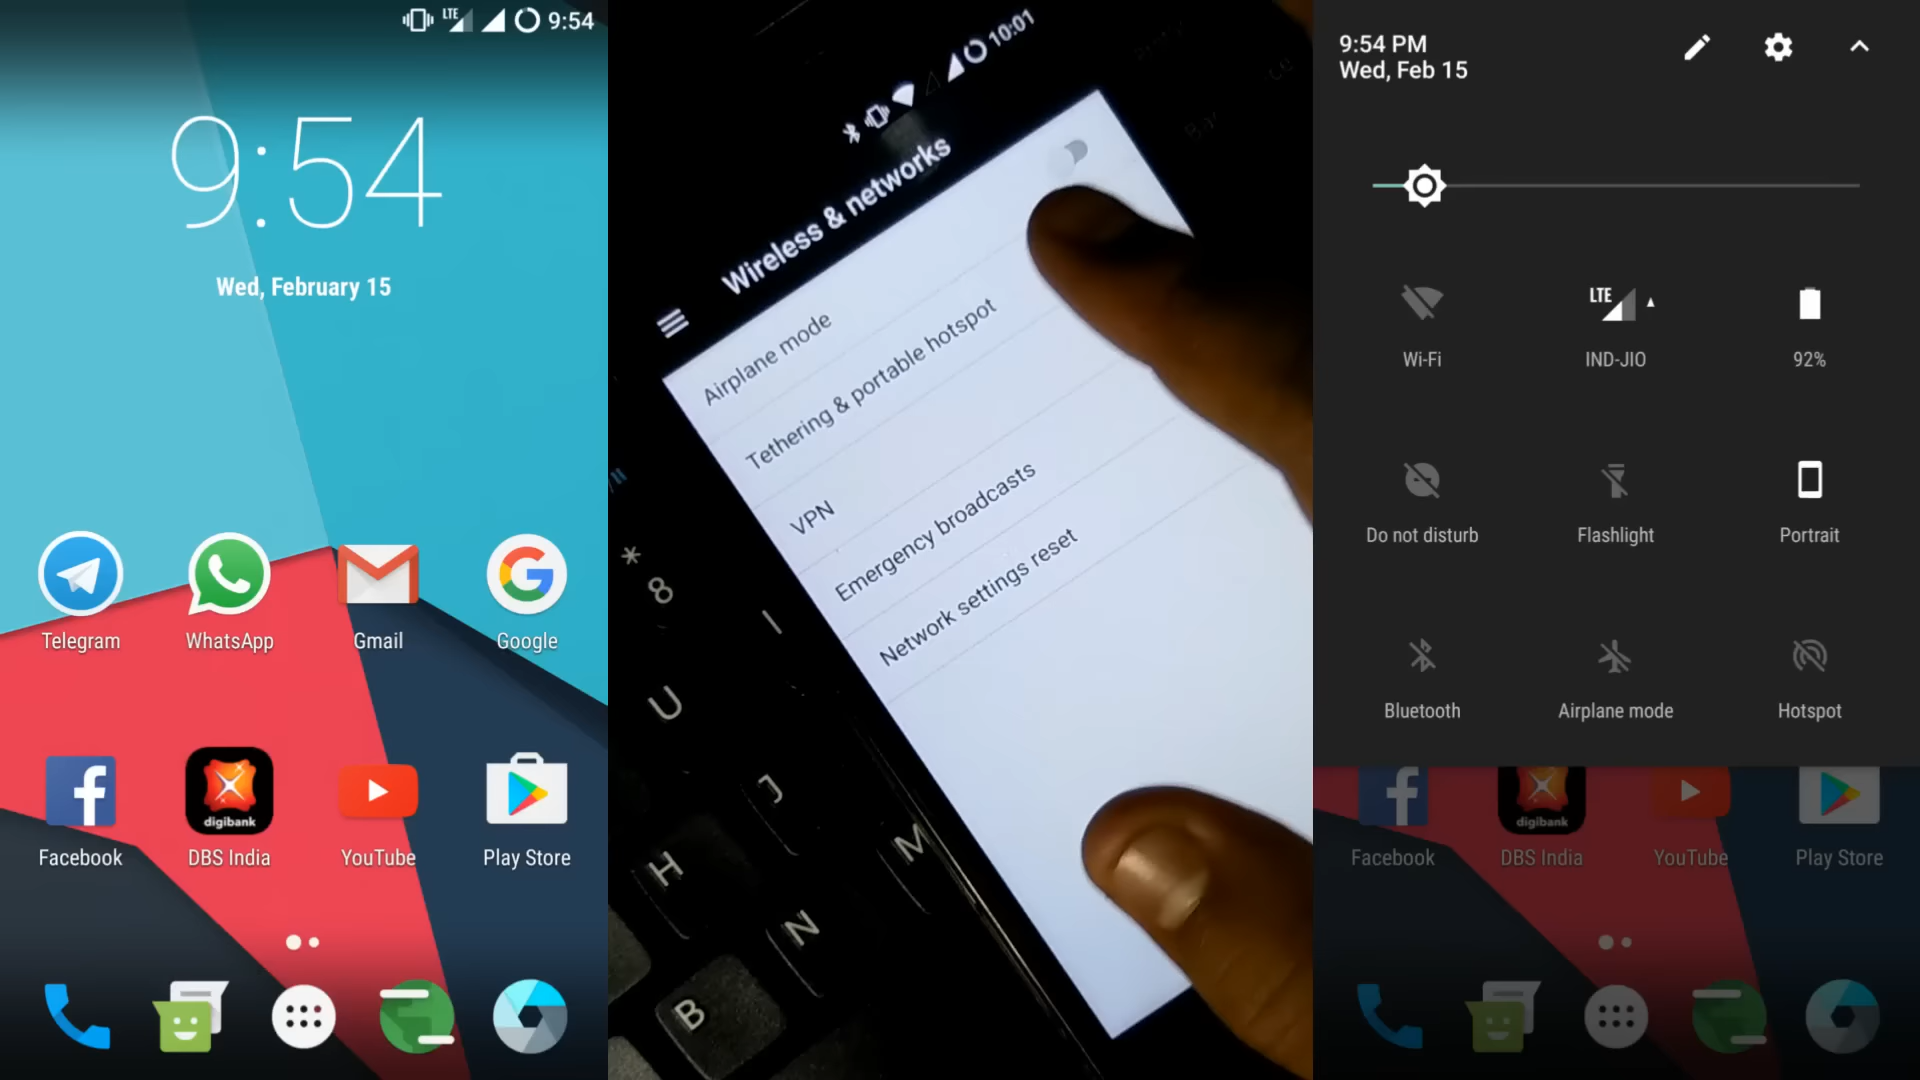 LTE 9:54
9:54
Wed, February 15
Telegram WhatsApp Gmail Google
digibank
Facebook DBS India YouTube Play Store
10:01
Wireless & networks
Airplane mode
Tethering & portable hotspot
VPN
Emergency broadcasts
Network settings reset
*
8
I
U
J
H
M
N
B
9:54 PM
Wed, Feb 15
LTE
Wi-Fi IND-JIO 92%
Do not disturb Flashlight Portrait
Bluetooth Airplane mode Hotspot
digibank
Facebook DBS India YouTube Play Store